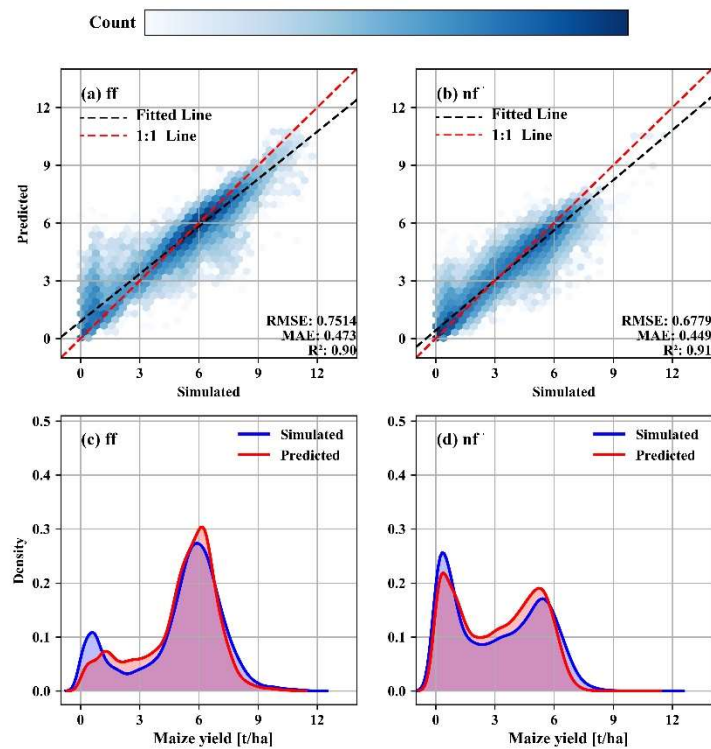 Count
(a) ff
Fitted Line
1:1 Line
Predicted
12
9
6
3
0
RMSE: 0.7514
MAE: 0.473
R²: 0.90
0 3 6 9 12
Simulated
(b) nf
Fitted Line
1:1 Line
12
9
6
3
0
RMSE: 0.6779
MAE: 0.449
R²: 0.91
0 3 6 9 12
Simulated
(c) ff
Simulated
Predicted
Density
0.5
0.4
0.3
0.2
0.1
0.0
0 3 6 9 12
Maize yield [t/ha]
(d) nf
Simulated
Predicted
0.5
0.4
0.3
0.2
0.1
0.0
0 3 6 9 12
Maize yield [t/ha]